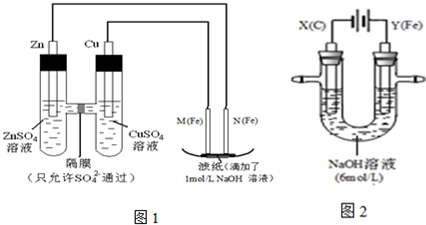 Zn
Cu
X(C)
Y(Fe)
ZnSO₄
溶液
CuSO₄
溶液
隔膜
(只允许SO₄²⁻通过)
M(Fe)
N(Fe)
滤纸(滴加了
1mol/L NaOH 溶液)
NaOH溶液
(6mol/L)
图1
图2